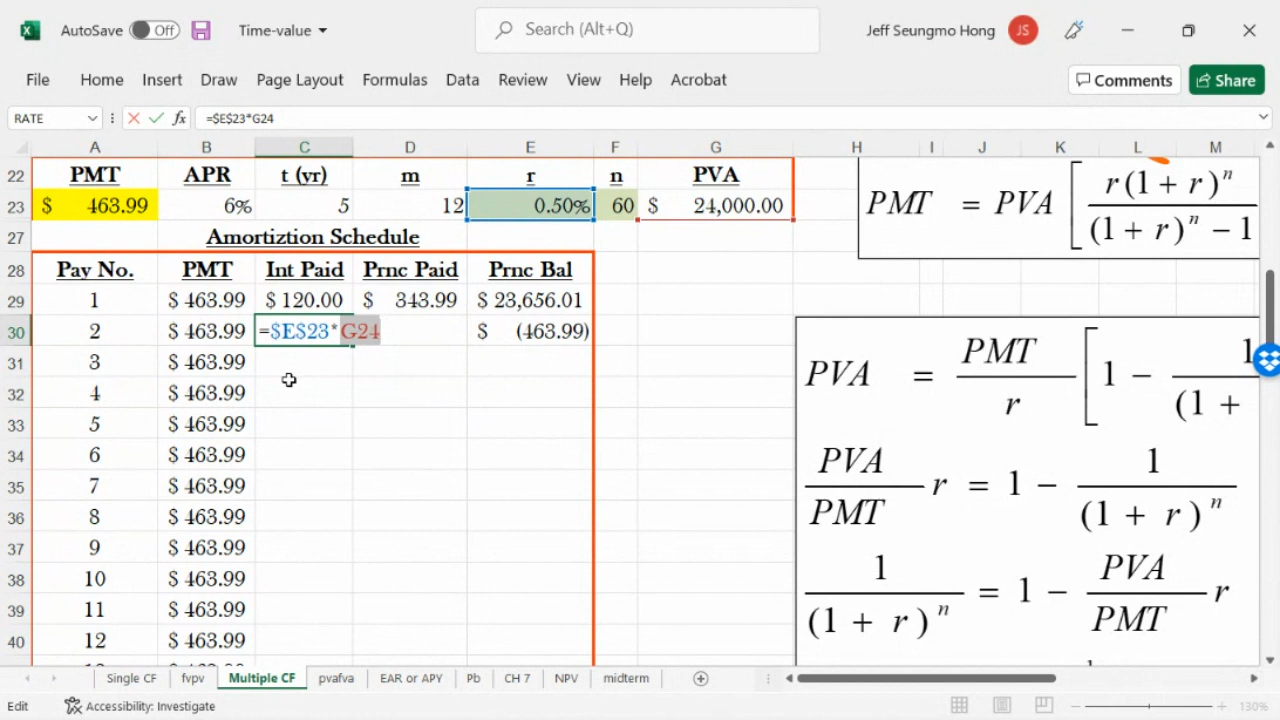 AutoSave Off Time-value Search (Alt+Q) Jeff Seungmo Hong JS
File Home Insert Draw Page Layout Formulas Data Review View Help Acrobat Comments Share
RATE fx =$E$23*G24
A B C D E F G H I J K L M
22 PMT APR t (yr) m r n PVA
23 $ 463.99 6% 5 12 0.50% 60 $ 24,000.00
27 Amortiztion Schedule
28 Pay No. PMT Int Paid Prnc Paid Prnc Bal
29 1 $ 463.99 $ 120.00 $ 343.99 $ 23,656.01
30 2 $ 463.99 =$E$23*G24 $ (463.99)
31 3 $ 463.99
32 4 $ 463.99
33 5 $ 463.99
34 6 $ 463.99
35 7 $ 463.99
36 8 $ 463.99
37 9 $ 463.99
38 10 $ 463.99
39 11 $ 463.99
40 12 $ 463.99
PMT = PVA [ r(1 + r)^n / (1 + r)^n − 1
PVA = PMT / r [ 1 − 1 / (1 +
PVA / PMT r = 1 − 1 / (1 + r)^n
1 / (1 + r)^n = 1 − PVA / PMT r
Single CF fvpv Multiple CF pvafva EAR or APY Pb CH 7 NPV midterm
Edit Accessibility: Investigate 130%